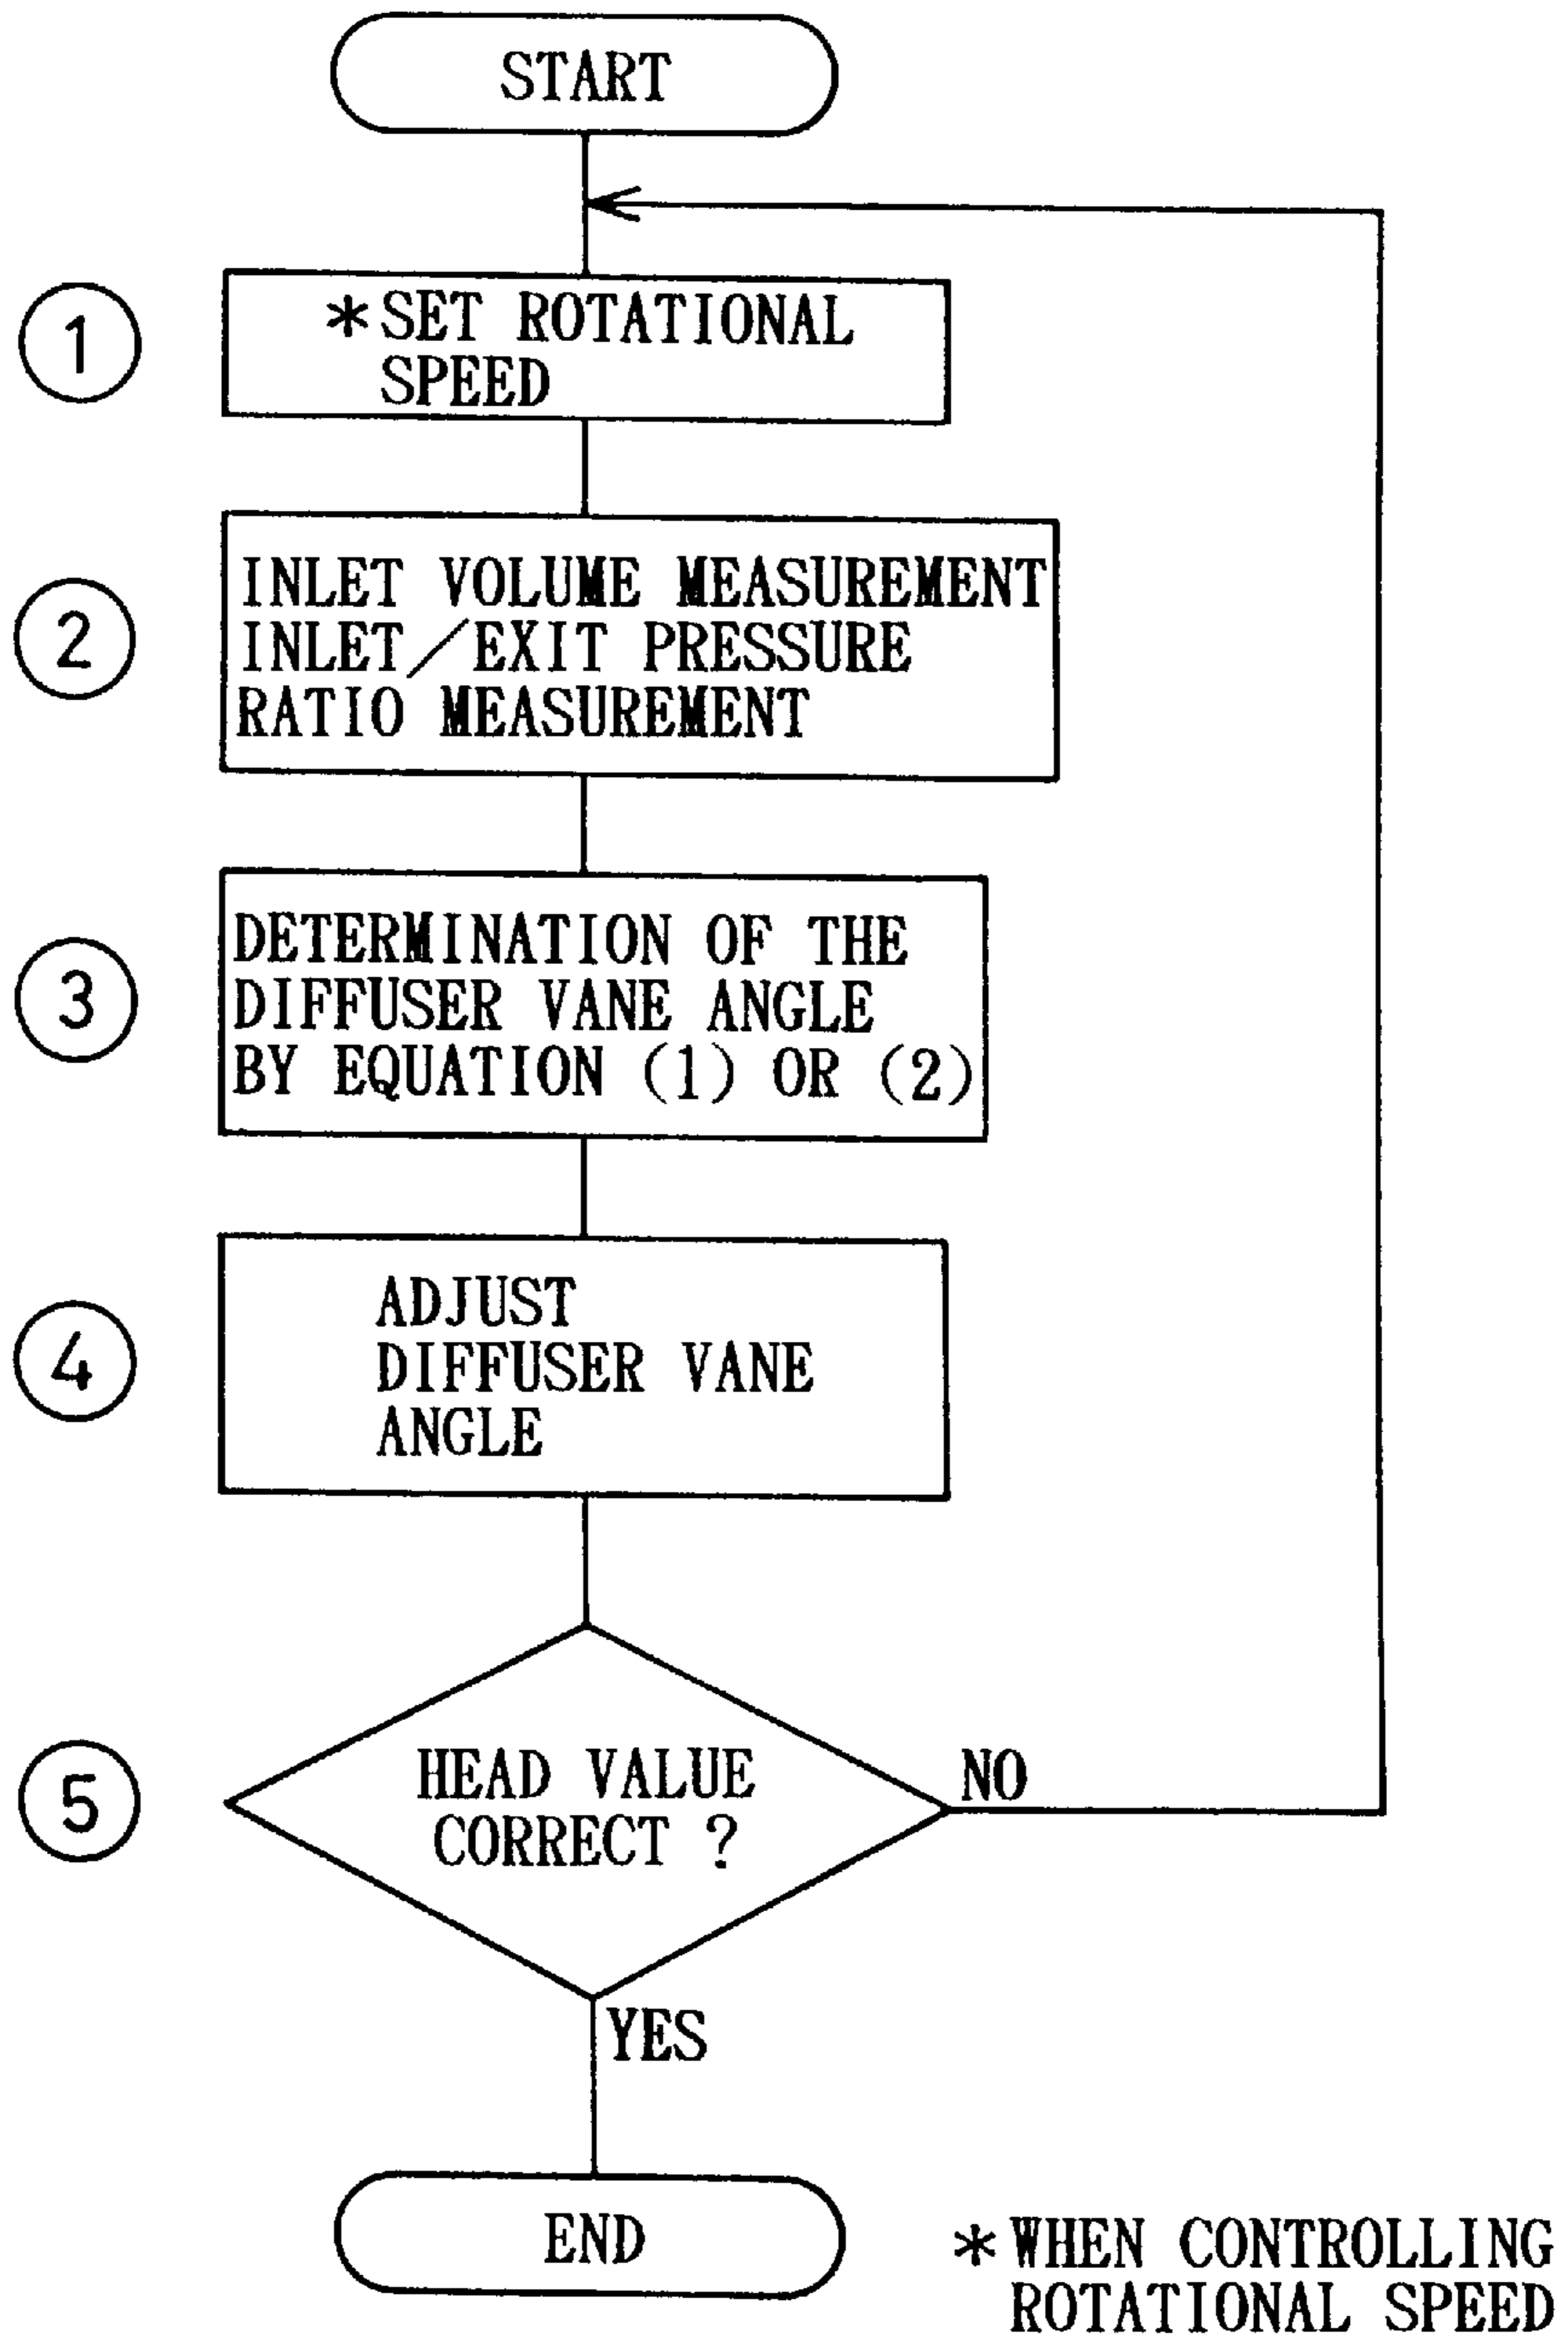 START
1
*SET ROTATIONAL
SPEED
2
INLET VOLUME MEASUREMENT
INLET/EXIT PRESSURE
RATIO MEASUREMENT
3
DETERMINATION OF THE
DIFFUSER VANE ANGLE
BY EQUATION (1) OR (2)
4
ADJUST
DIFFUSER VANE
ANGLE
5
HEAD VALUE
CORRECT ?
NO
YES
END
*WHEN CONTROLLING
ROTATIONAL SPEED